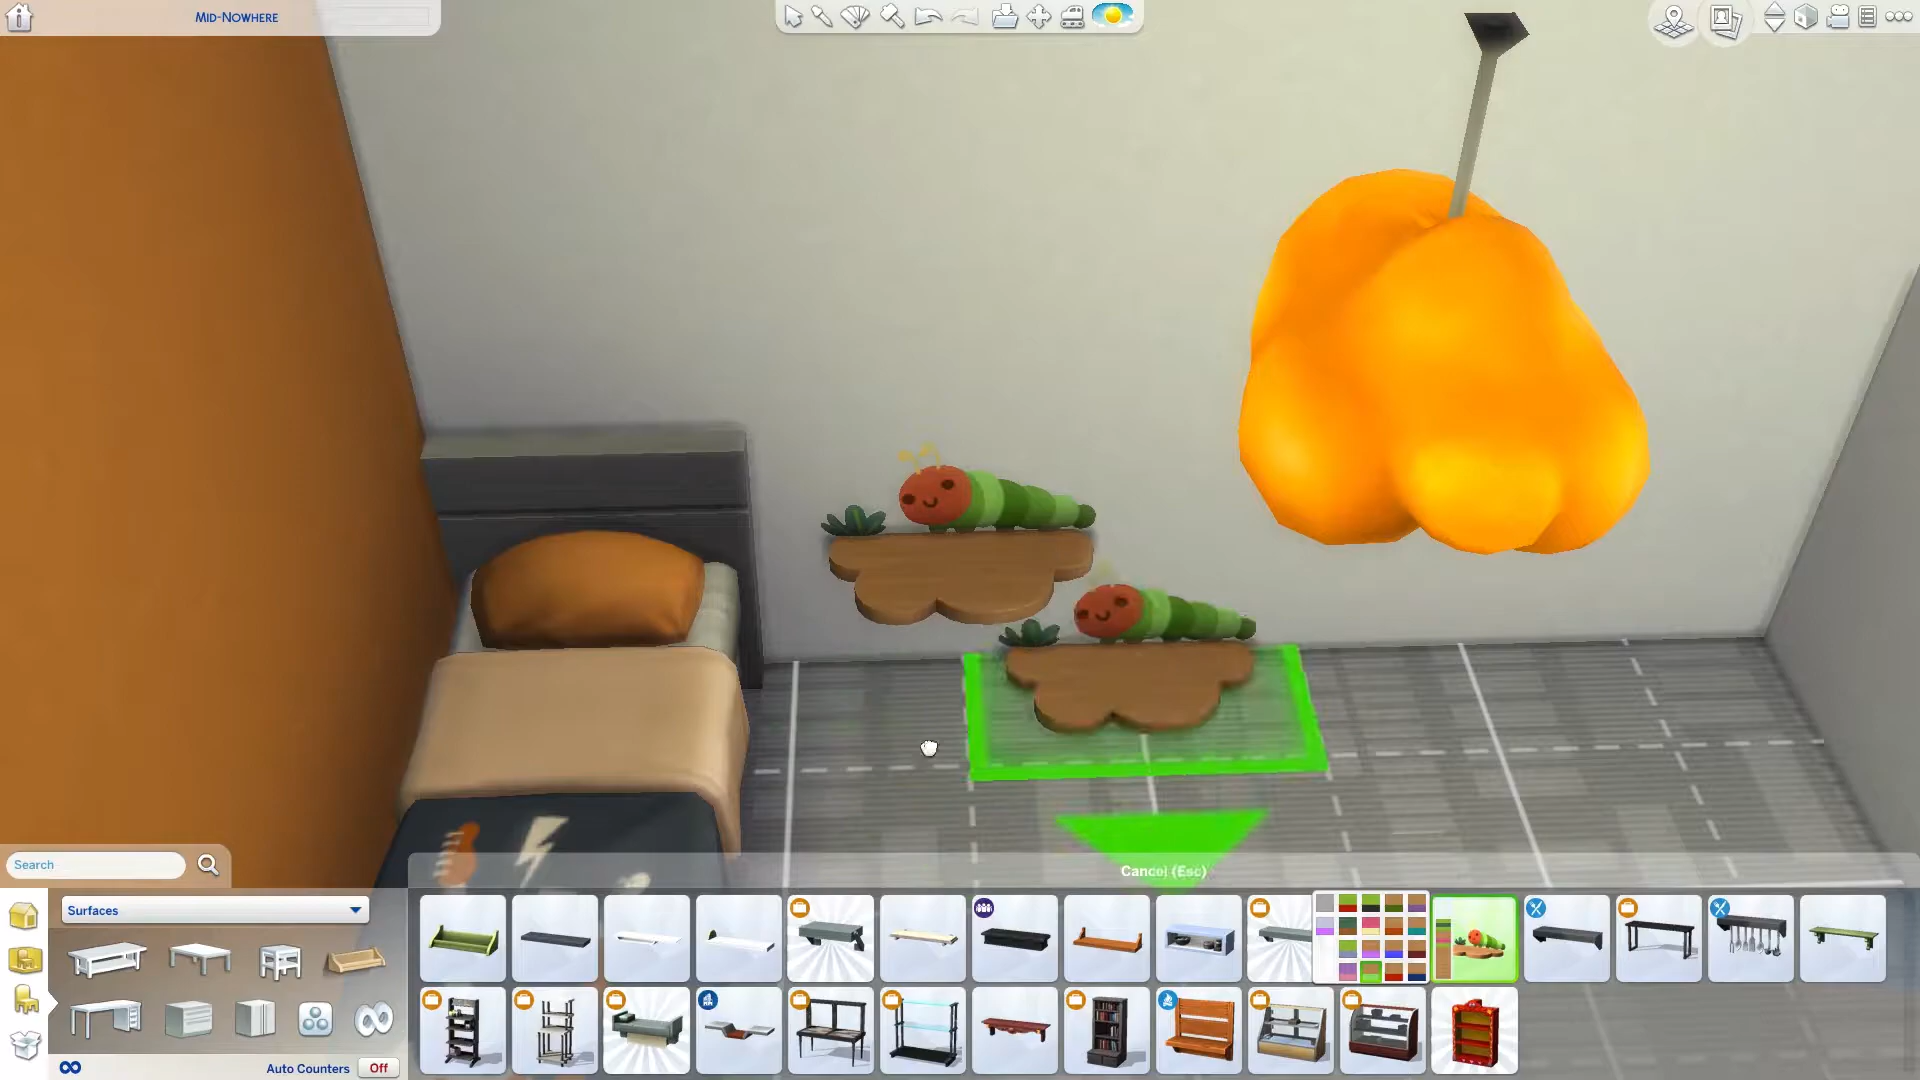 MID-NOWHERE
Cancel (Esc)
Search
Surfaces
Auto Counters
Off